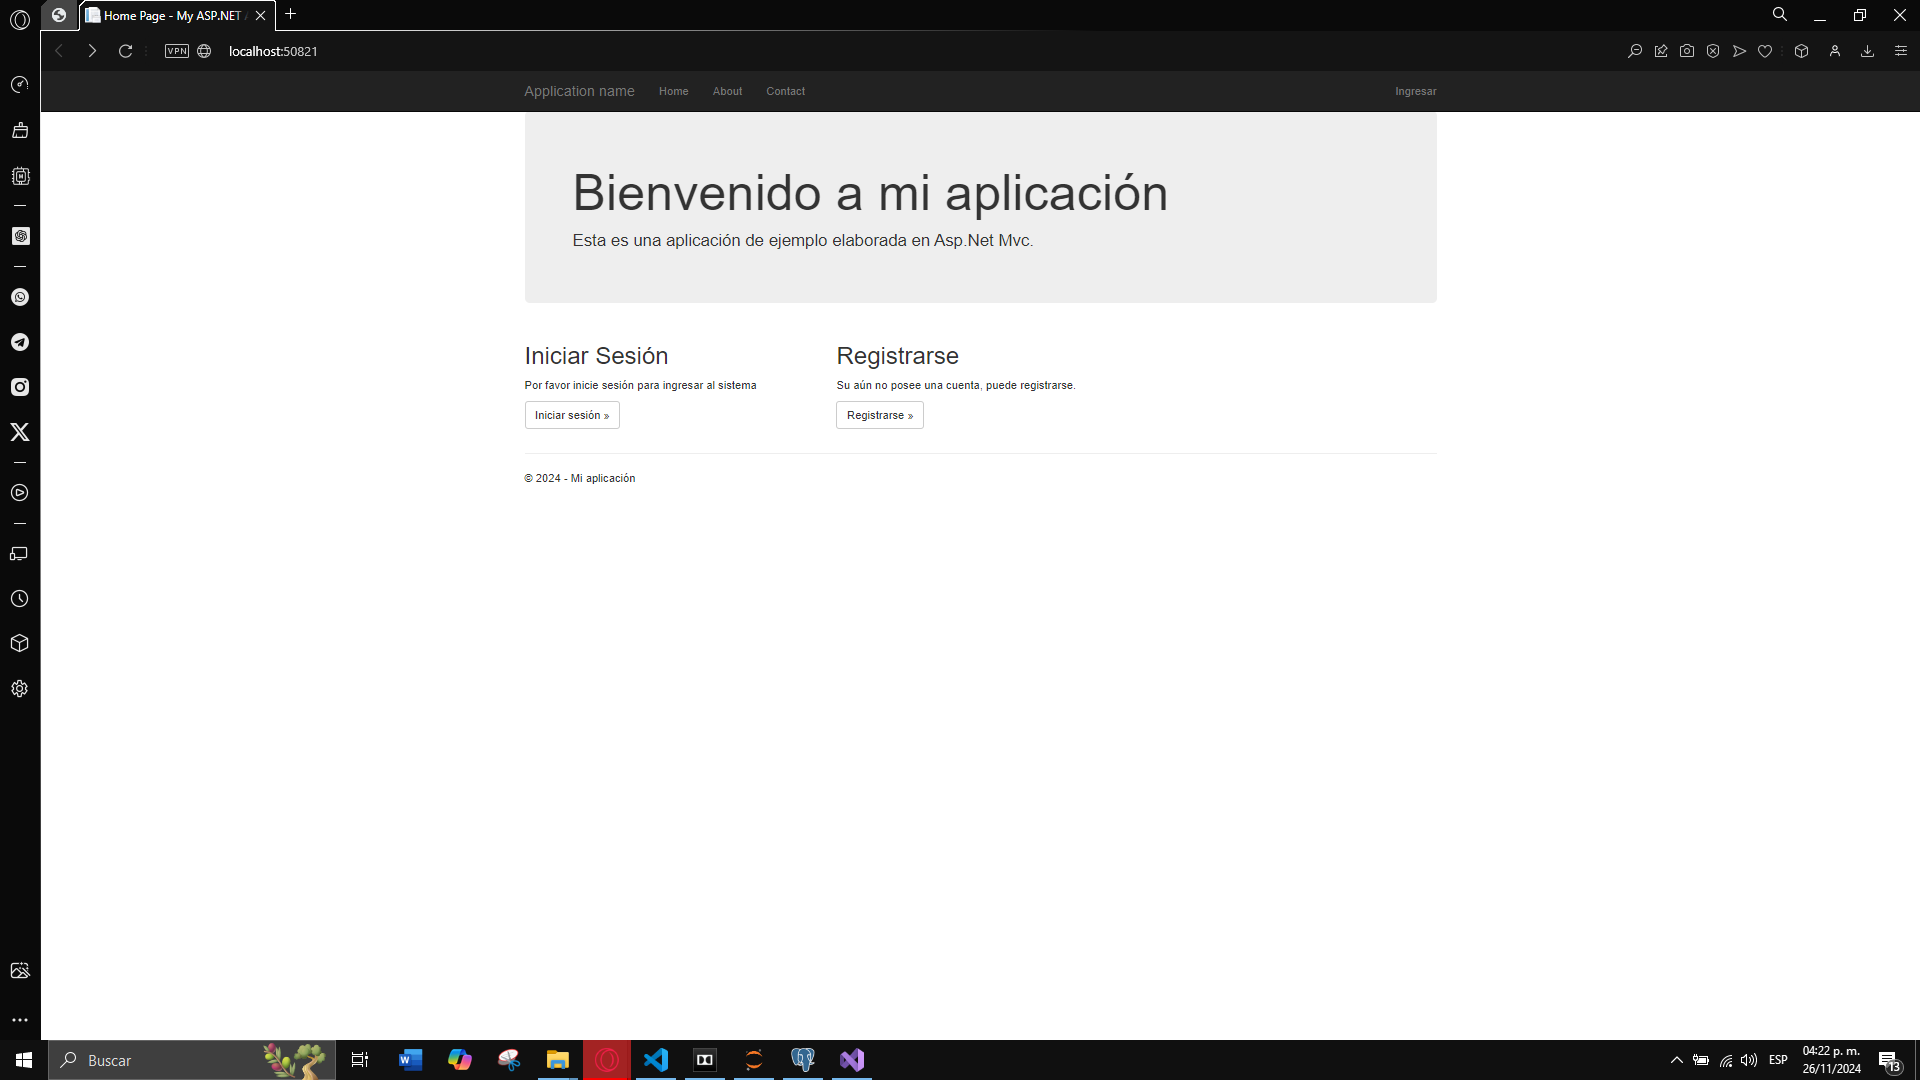 Home Page - My ASP.NET
VPN
localhost:50821
Application name
Home
About
Contact
Ingresar
Bienvenido a mi aplicación
Esta es una aplicación de ejemplo elaborada en Asp.Net Mvc.
Iniciar Sesión
Por favor inicie sesión para ingresar al sistema
Iniciar sesión »
Registrarse
Su aún no posee una cuenta, puede registrarse.
Registrarse »
© 2024 - Mi aplicación
Buscar
ESP
04:22 p. m.
26/11/2024
13